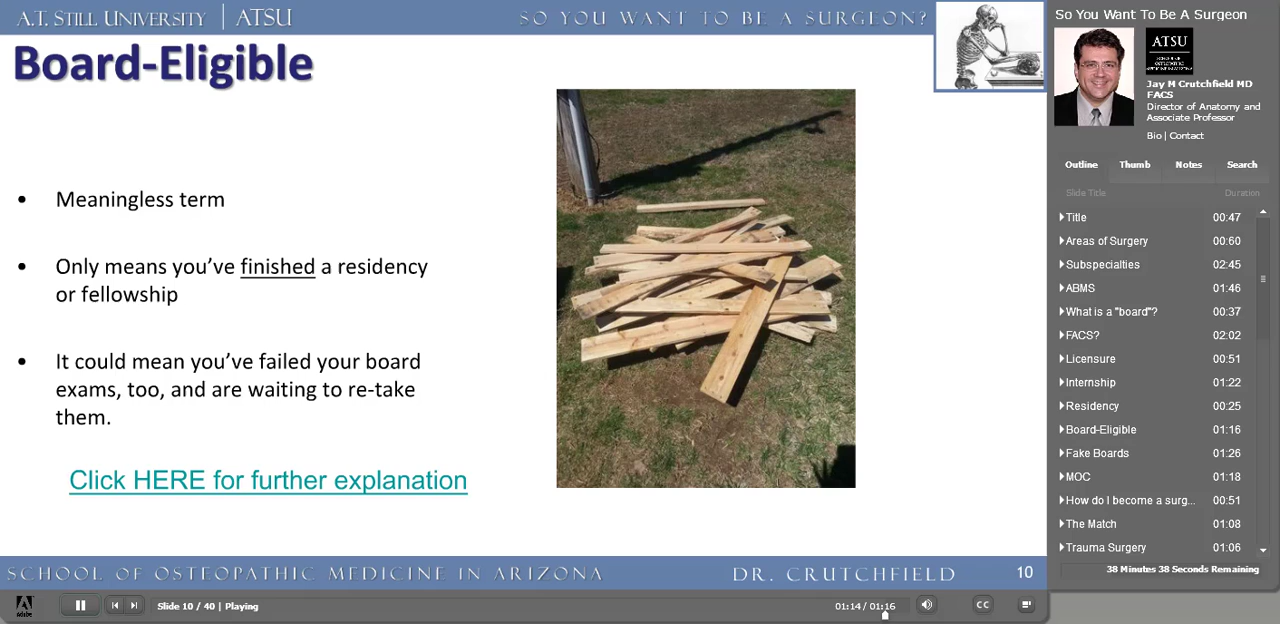 A.T. STILL UNIVERSITY | ATSU
SO YOU WANT TO BE A SURGEON?
Board-Eligible
• Meaningless term
• Only means you’ve finished a residency
or fellowship
• It could mean you’ve failed your board
exams, too, and are waiting to re-take
them.
Click HERE for further explanation
SCHOOL OF OSTEOPATHIC MEDICINE IN ARIZONA
DR. CRUTCHFIELD
10
So You Want To Be A Surgeon
ATSU
SCHOOL OF
OSTEOPATHIC
MEDICINE IN ARIZONA
Jay M Crutchfield MD
FACS
Director of Anatomy and
Associate Professor
Bio | Contact
Outline Thumb Notes Search
Slide Title Duration
Title 00:47
Areas of Surgery 00:60
Subspecialties 02:45
ABMS 01:46
What is a "board"? 00:37
FACS? 02:02
Licensure 00:51
Internship 01:22
Residency 00:25
Board-Eligible 01:16
Fake Boards 01:26
MOC 01:18
How do I become a surg... 00:51
The Match 01:08
Trauma Surgery 01:06
38 Minutes 38 Seconds Remaining
Adobe
Slide 10 / 40 | Playing
01:14 / 01:16
CC